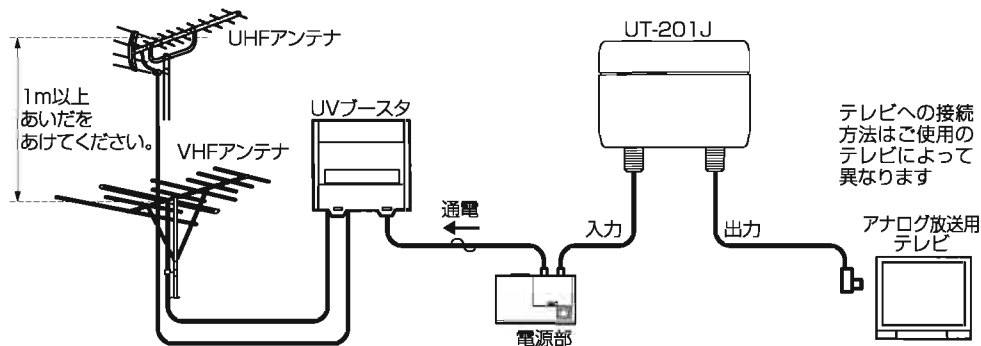 UHFアンテナ
1m以上
あいだを
あけてください。
VHFアンテナ
UVブースタ
通電
電源部
入力
UT-201J
出力
テレビへの接続
方法はご使用の
テレビによって
異なります
アナログ放送用
テレビ